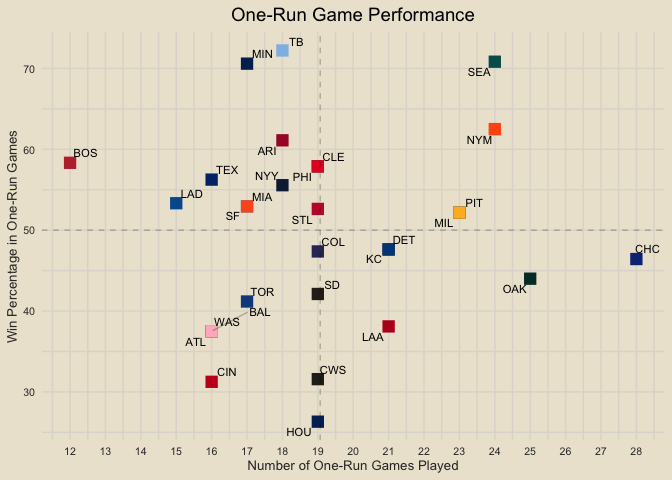 One-Run Game Performance
TB
MIN
SEA
NYM
ARI
BOS
CLE
TEX
NYY
PHI
LAD
MIA
SF
STL
PIT
MIL
COL
DET
KC
CHC
OAK
SD
TOR
BAL
WAS
ATL
LAA
CIN
CWS
HOU
70
60
50
40
30
Win Percentage in One-Run Games
12 13 14 15 16 17 18 19 20 21 22 23 24 25 26 27 28
Number of One-Run Games Played